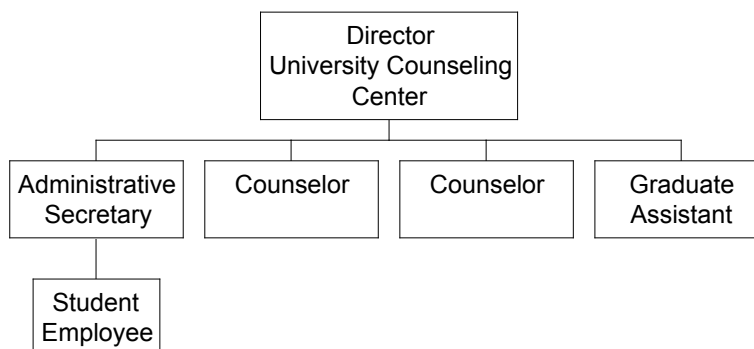 Director
University Counseling
Center
Administrative
Secretary
Counselor
Counselor
Graduate
Assistant
Student
Employee